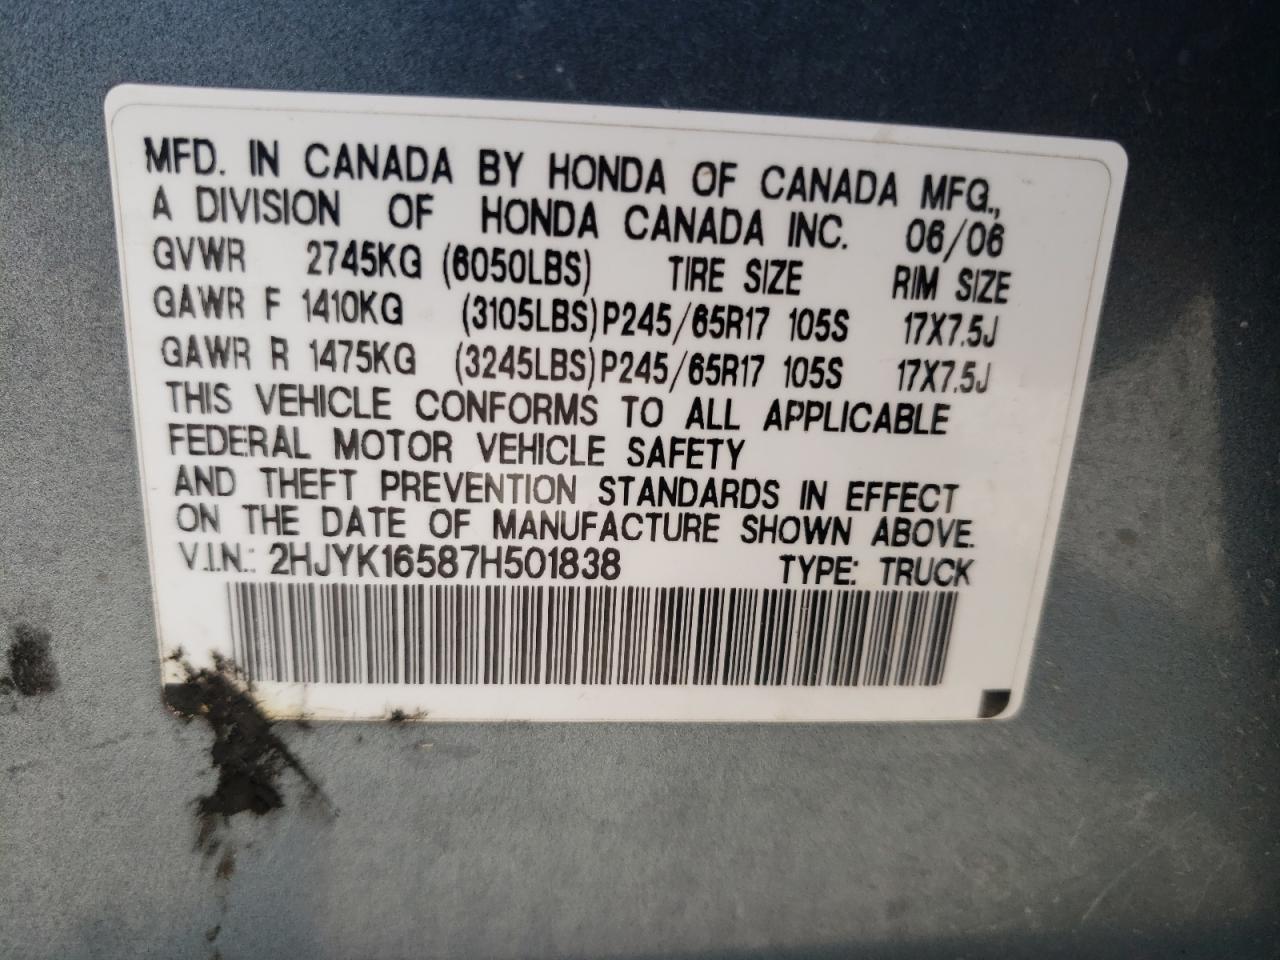 MFD. IN CANADA BY HONDA OF CANADA MFG.,
A DIVISION OF HONDA CANADA INC. 06/06
GVWR 2745KG (6050LBS) TIRE SIZE RIM SIZE
GAWR F 1410KG (3105LBS) P245/65R17 105S 17X7.5J
GAWR R 1475KG (3245LBS) P245/65R17 105S 17X7.5J
THIS VEHICLE CONFORMS TO ALL APPLICABLE
FEDERAL MOTOR VEHICLE SAFETY
AND THEFT PREVENTION STANDARDS IN EFFECT
ON THE DATE OF MANUFACTURE SHOWN ABOVE.
V.I.N.: 2HJYK16587H501838 TYPE: TRUCK